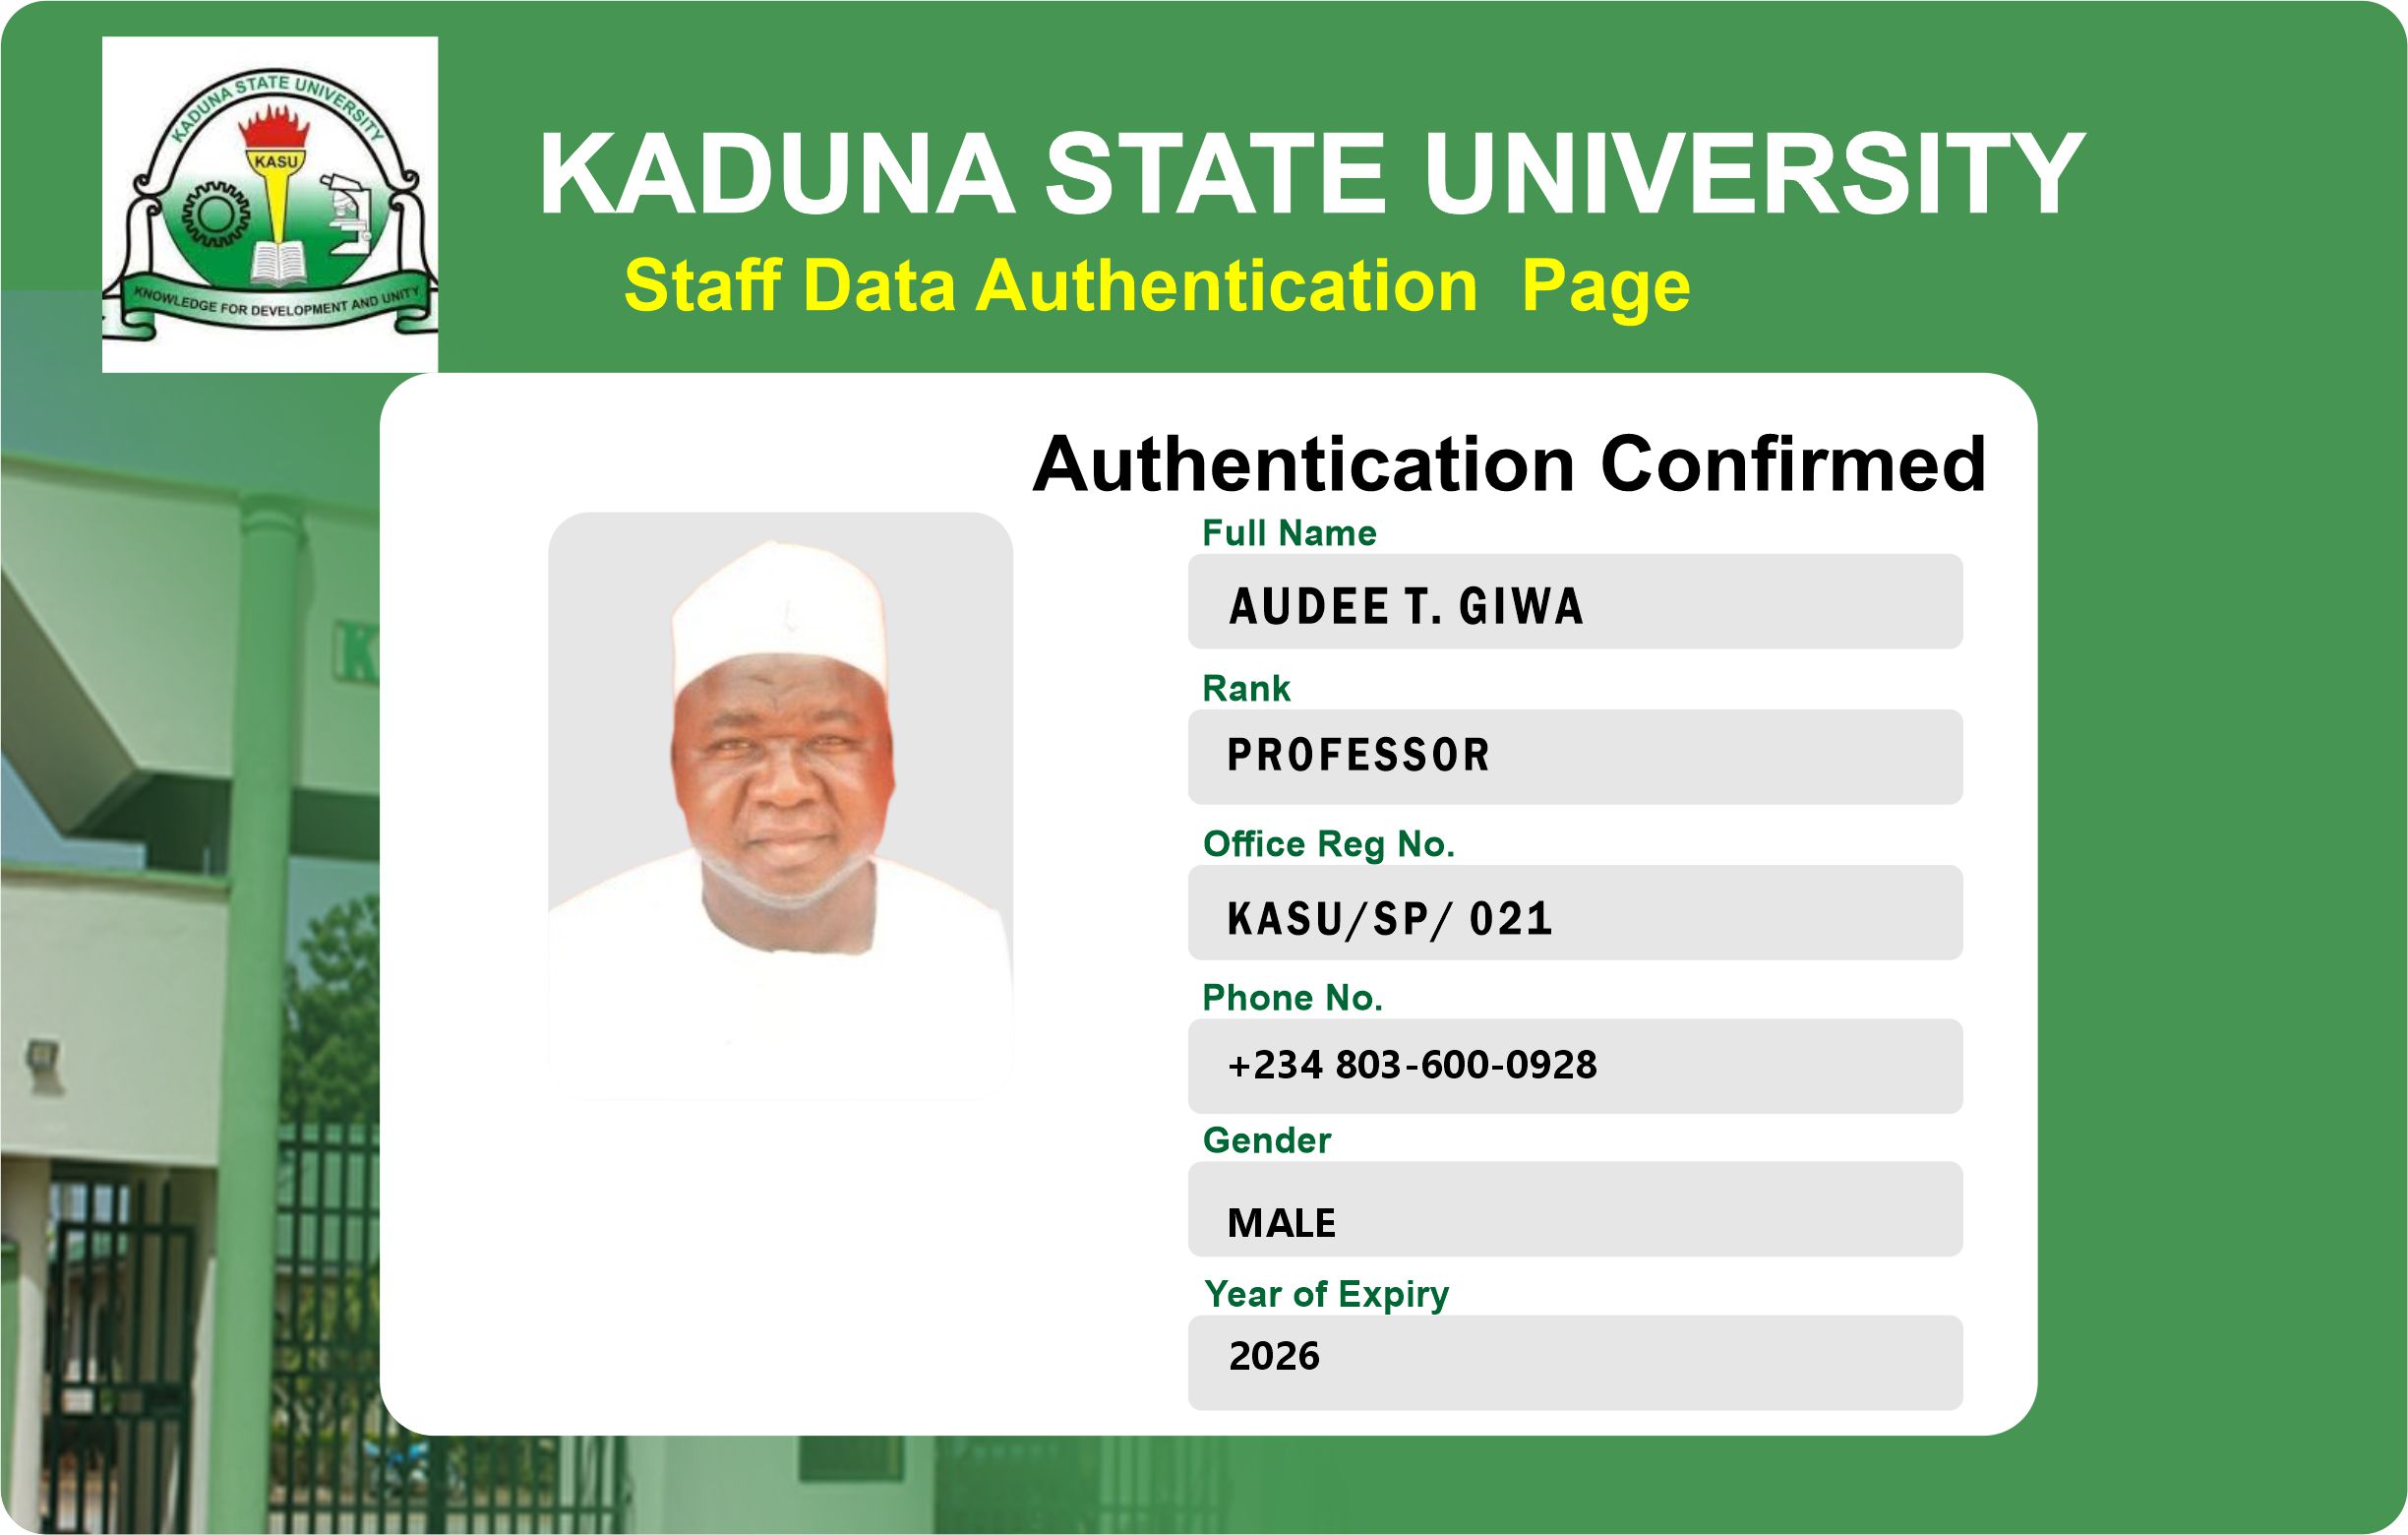 KADUNA STATE UNIVERSITY
KASU
KNOWLEDGE FOR DEVELOPMENT AND UNITY
KADUNA STATE UNIVERSITY
Staff Data Authentication Page
K
Authentication Confirmed
Full Name
AUDEE T. GIWA
Rank
PROFESSOR
Office Reg No.
KASU/SP/ 021
Phone No.
+234 803-600-0928
Gender
MALE
Year of Expiry
2026